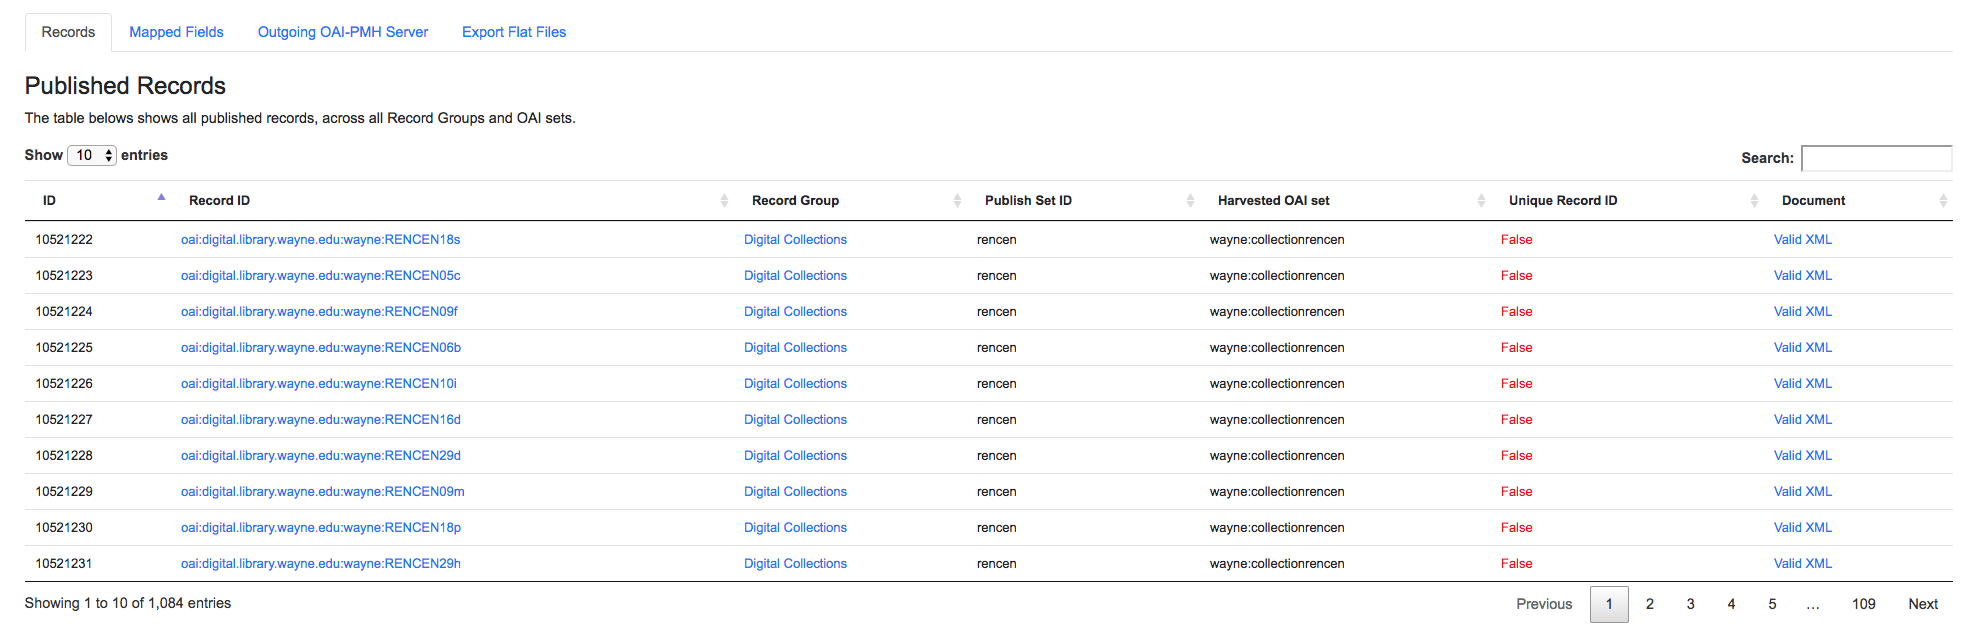 Records Mapped Fields Outgoing OAI-PMH Server Export Flat Files
Published Records
The table belows shows all published records, across all Record Groups and OAI sets.
Show 10 entries Search:
ID Record ID Record Group Publish Set ID Harvested OAI set Unique Record ID Document
10521222 oai:digital.library.wayne.edu:wayne:RENCEN18s Digital Collections rencen wayne:collectionrencen False Valid XML
10521223 oai:digital.library.wayne.edu:wayne:RENCEN05c Digital Collections rencen wayne:collectionrencen False Valid XML
10521224 oai:digital.library.wayne.edu:wayne:RENCEN09f Digital Collections rencen wayne:collectionrencen False Valid XML
10521225 oai:digital.library.wayne.edu:wayne:RENCEN06b Digital Collections rencen wayne:collectionrencen False Valid XML
10521226 oai:digital.library.wayne.edu:wayne:RENCEN10i Digital Collections rencen wayne:collectionrencen False Valid XML
10521227 oai:digital.library.wayne.edu:wayne:RENCEN16d Digital Collections rencen wayne:collectionrencen False Valid XML
10521228 oai:digital.library.wayne.edu:wayne:RENCEN29d Digital Collections rencen wayne:collectionrencen False Valid XML
10521229 oai:digital.library.wayne.edu:wayne:RENCEN09m Digital Collections rencen wayne:collectionrencen False Valid XML
10521230 oai:digital.library.wayne.edu:wayne:RENCEN18p Digital Collections rencen wayne:collectionrencen False Valid XML
10521231 oai:digital.library.wayne.edu:wayne:RENCEN29h Digital Collections rencen wayne:collectionrencen False Valid XML
Showing 1 to 10 of 1,084 entries Previous 1 2 3 4 5 … 109 Next